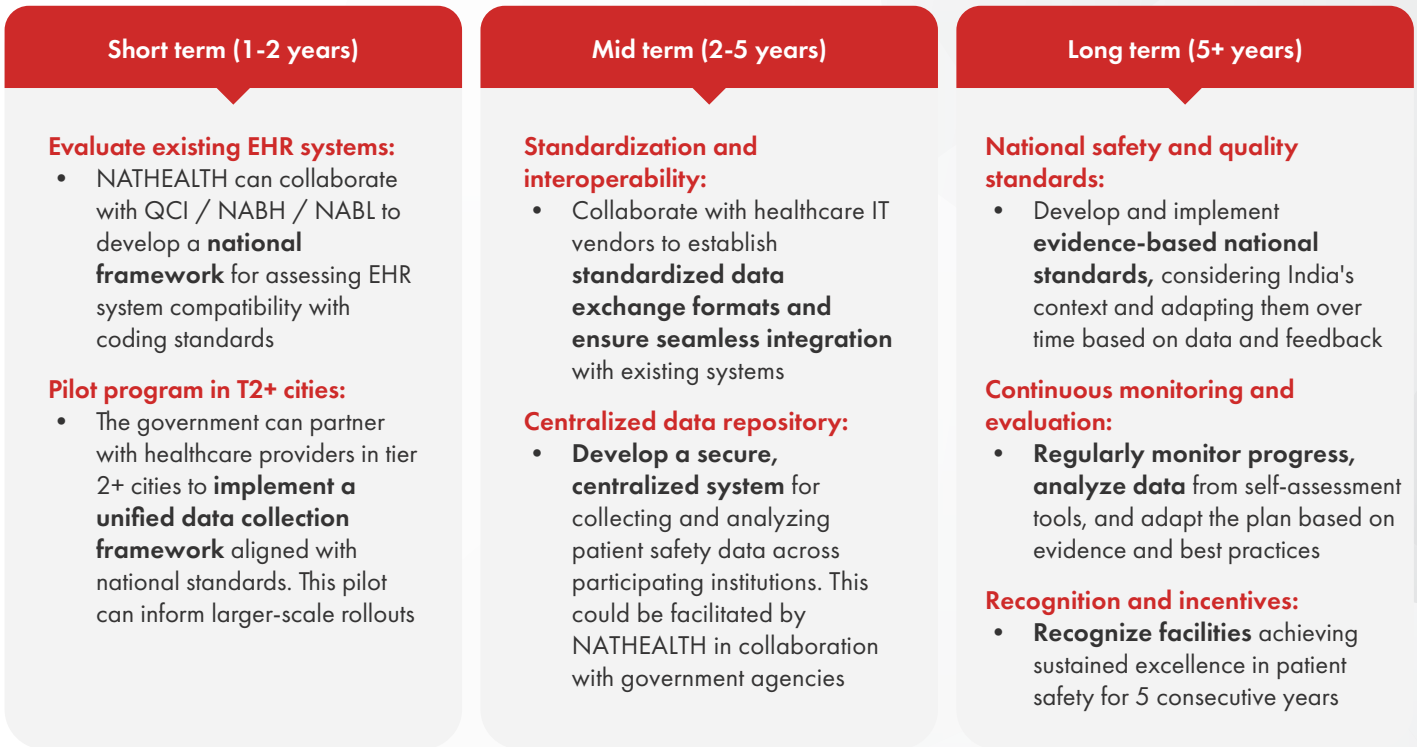 Short term (1-2 years)
Evaluate existing EHR systems:
• NATHEALTH can collaborate
with QCI / NABH / NABL to
develop a national
framework for assessing EHR
system compatibility with
coding standards
Pilot program in T2+ cities:
• The government can partner
with healthcare providers in tier
2+ cities to implement a
unified data collection
framework aligned with
national standards. This pilot
can inform larger-scale rollouts
Mid term (2-5 years)
Standardization and
interoperability:
• Collaborate with healthcare IT
vendors to establish
standardized data
exchange formats and
ensure seamless integration
with existing systems
Centralized data repository:
• Develop a secure,
centralized system for
collecting and analyzing
patient safety data across
participating institutions. This
could be facilitated by
NATHEALTH in collaboration
with government agencies
Long term (5+ years)
National safety and quality
standards:
• Develop and implement
evidence-based national
standards, considering India's
context and adapting them over
time based on data and feedback
Continuous monitoring and
evaluation:
• Regularly monitor progress,
analyze data from self-assessment
tools, and adapt the plan based on
evidence and best practices
Recognition and incentives:
• Recognize facilities achieving
sustained excellence in patient
safety for 5 consecutive years